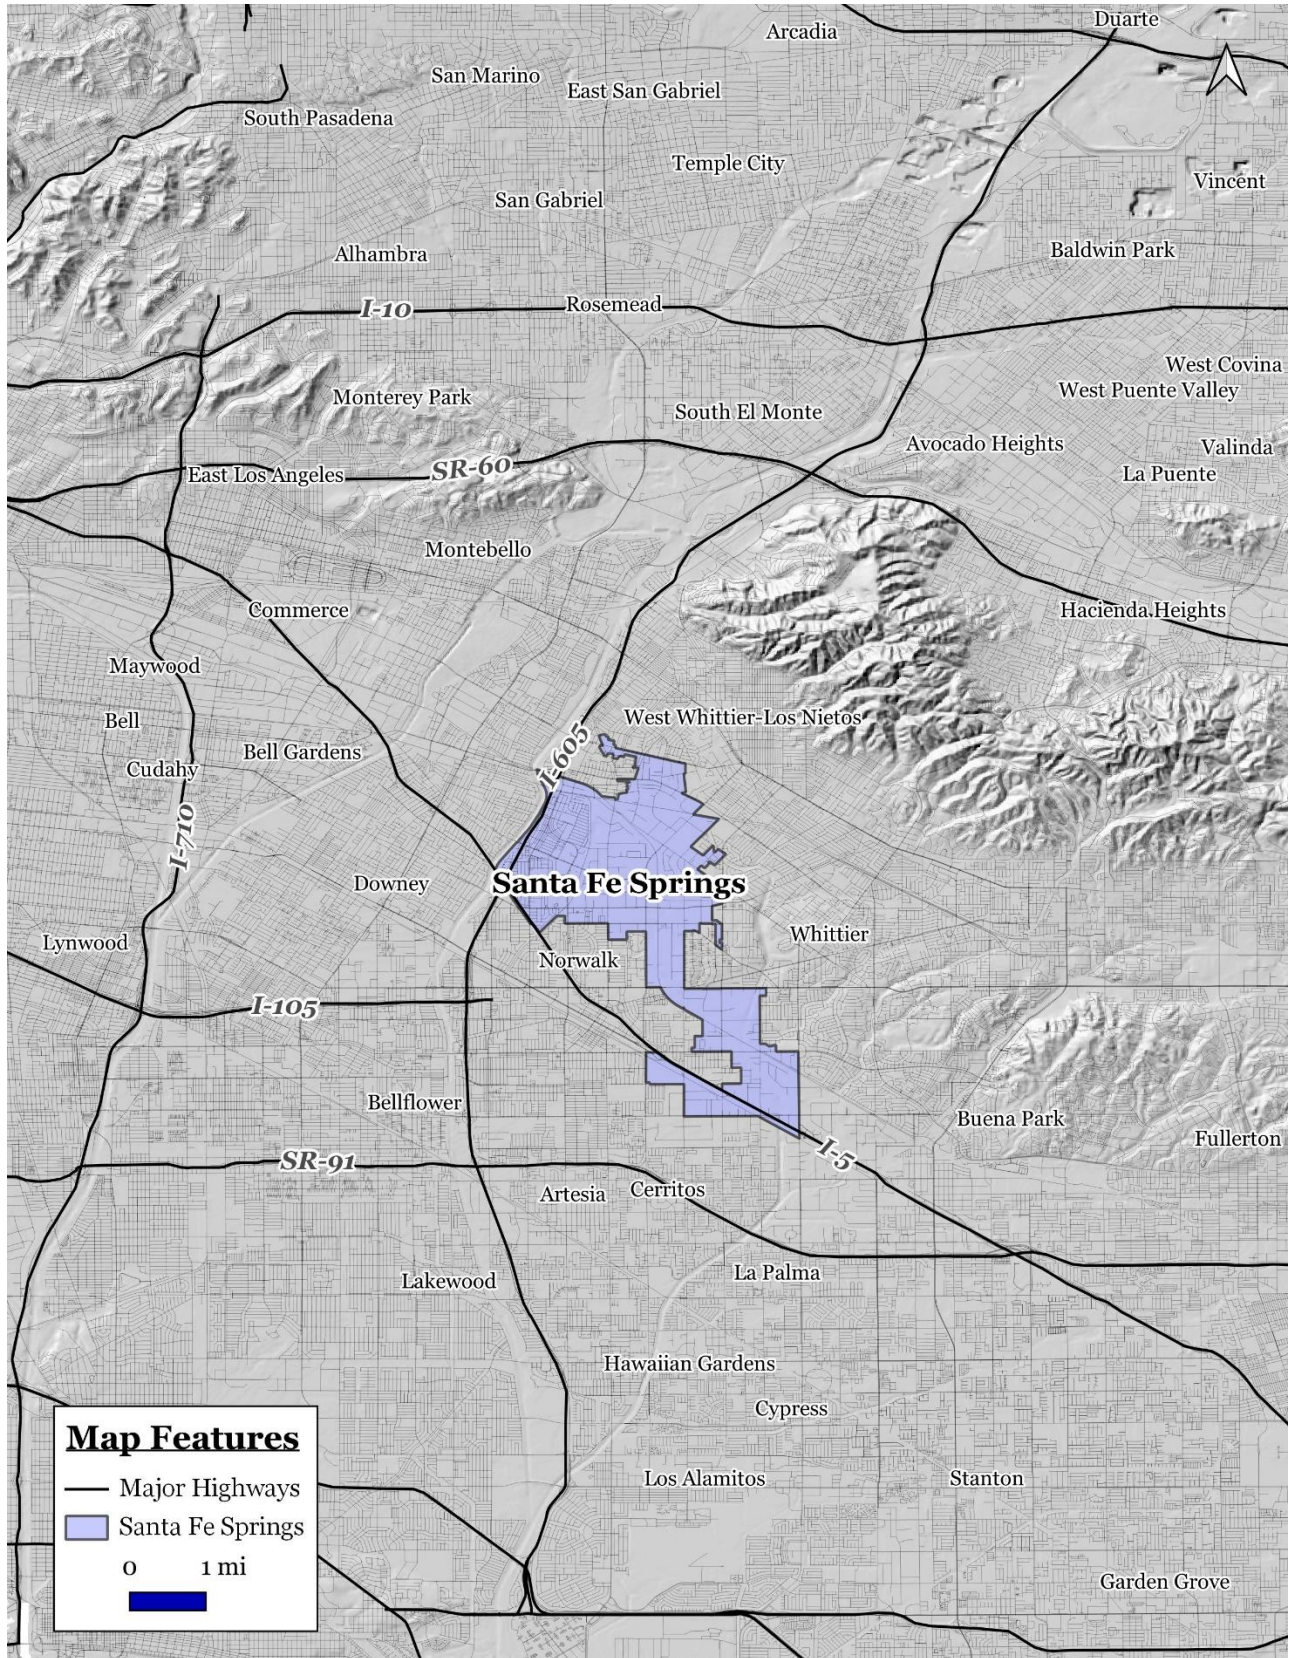 Duarte
Arcadia
San Marino
East San Gabriel
South Pasadena
Temple City
Vincent
San Gabriel
Alhambra
Baldwin Park
I-10
Rosemead
West Covina
West Puente Valley
Monterey Park
South El Monte
Avocado Heights
Valinda
East Los Angeles
SR-60
La Puente
Montebello
Commerce
Hacienda Heights
Maywood
Bell
West Whittier-Los Nietos
Bell Gardens
I-605
Cudahy
I-710
Downey
Santa Fe Springs
Lynwood
Whittier
Norwalk
I-105
Bellflower
Buena Park
Fullerton
I-5
SR-91
Artesia
Cerritos
Lakewood
La Palma
Hawaiian Gardens
Cypress
Los Alamitos
Stanton
Garden Grove
Map Features
Major Highways
Santa Fe Springs
0 1 mi